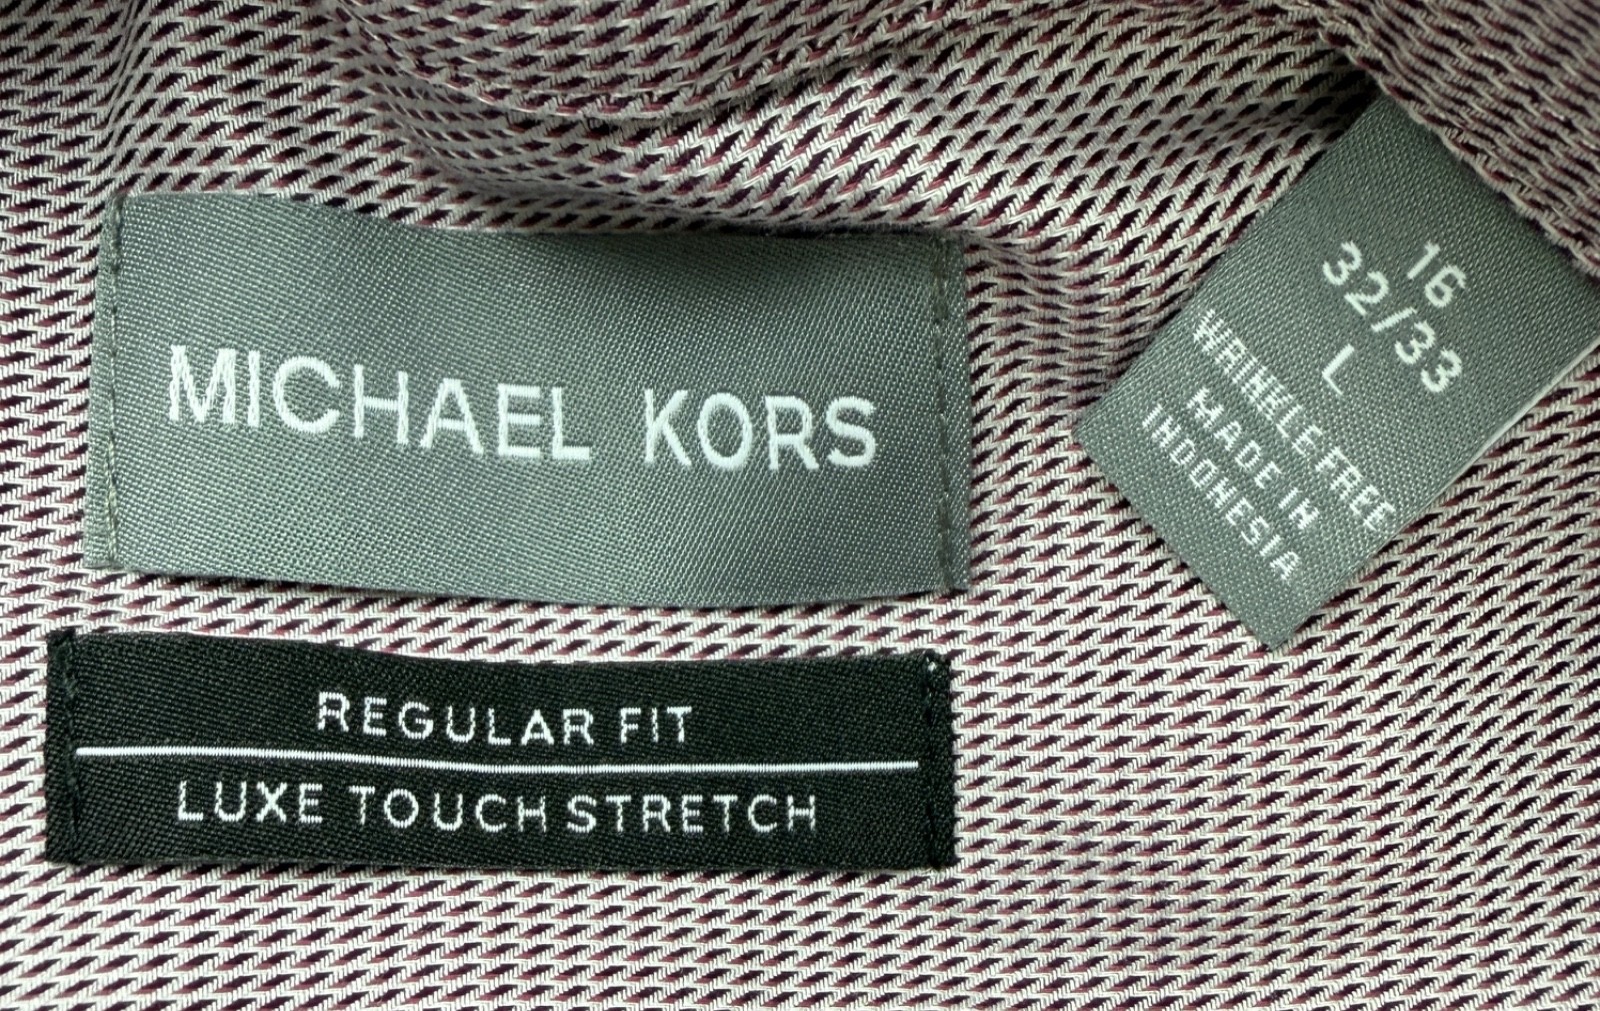 MICHAEL KORS
REGULAR FIT
LUXE TOUCH STRETCH
16
32/33
L
WRINKLE FREE
MADE IN
INDONESIA